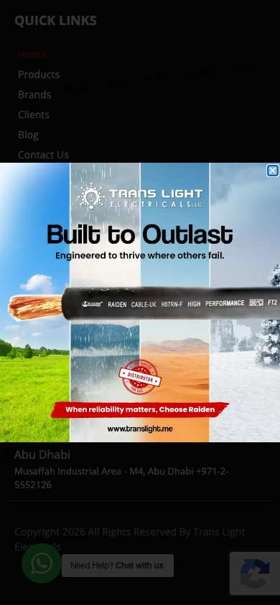 QUICK LINKS
Home
Products
Brands
Clients
Blog
Contact Us
TRANS LIGHT
ELECTRICALS LLC
Built to Outlast
Engineered to thrive where others fail.
RAIDEN CABLE-UK H07RN-F HIGH PERFORMANCE FT2
DISTRIBUTOR
When reliability matters, Choose Raiden
www.translight.me
Abu Dhabi
Musaffah Industrial Area - M4, Abu Dhabi +971-2-
5552126
Copyright 2026 All Rights Reserved By Trans Light
Electricals
Need Help? Chat with us